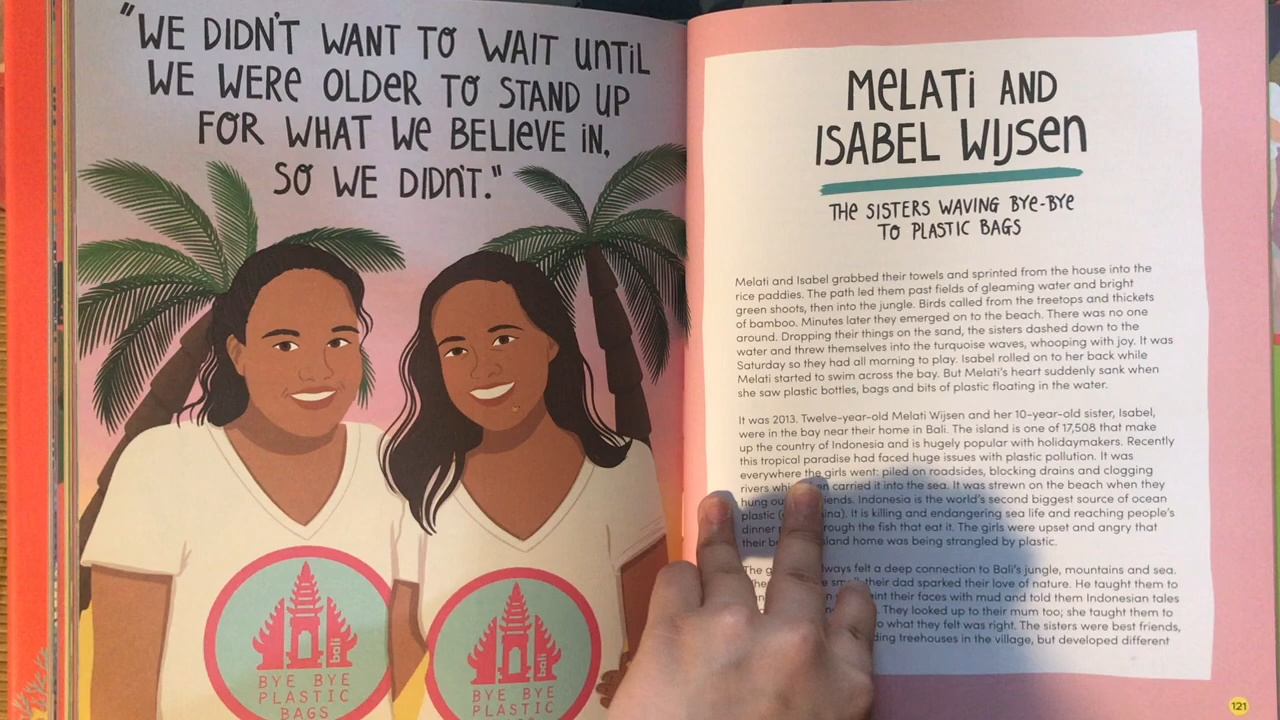 "WE DIDN'T WANT TO WAIT UNTIL
WE WERE OLDER TO STAND UP
FOR WHAT WE BELIEVE IN,
SO WE DIDN'T."
bali
BYE BYE
PLASTIC
BAGS
bali
BYE BYE
PLASTIC
MELATI AND
ISABEL WIJSEN
THE SISTERS WAVING BYE-BYE
TO PLASTIC BAGS
Melati and Isabel grabbed their towels and sprinted from the house into the
rice paddies. The path led them past fields of gleaming water and bright
green shoots, then into the jungle. Birds called from the treetops and thickets
of bamboo. Minutes later they emerged on to the beach. There was no one
around. Dropping their things on the sand, the sisters dashed down to the
water and threw themselves into the turquoise waves, whooping with joy. It was
Saturday so they had all morning to play. Isabel rolled on to her back while
Melati started to swim across the bay. But Melati's heart suddenly sank when
she saw plastic bottles, bags and bits of plastic floating in the water.
It was 2013. Twelve-year-old Melati Wijsen and her 10-year-old sister, Isabel,
were in the bay near their home in Bali. The island is one of 17,508 that make
up the country of Indonesia and is hugely popular with holidaymakers. Recently
this tropical paradise had faced huge issues with plastic pollution. It was
everywhere the girls went: piled on roadsides, blocking drains and clogging
rivers carried it into the sea. It was strewn on the beach when they
hung Indonesia is the world's second biggest source of ocean
plastic It is killing and endangering sea life and reaching people's
dinner the fish that eat it. The girls were upset and angry that
their home was being strangled by plastic.
The felt a deep connection to Bali's jungle, mountains and sea.
their dad sparked their love of nature. He taught them to
their faces with mud and told them Indonesian tales
They looked up to their mum too; she taught them to
what they felt was right. The sisters were best friends,
treehouses in the village, but developed different
121